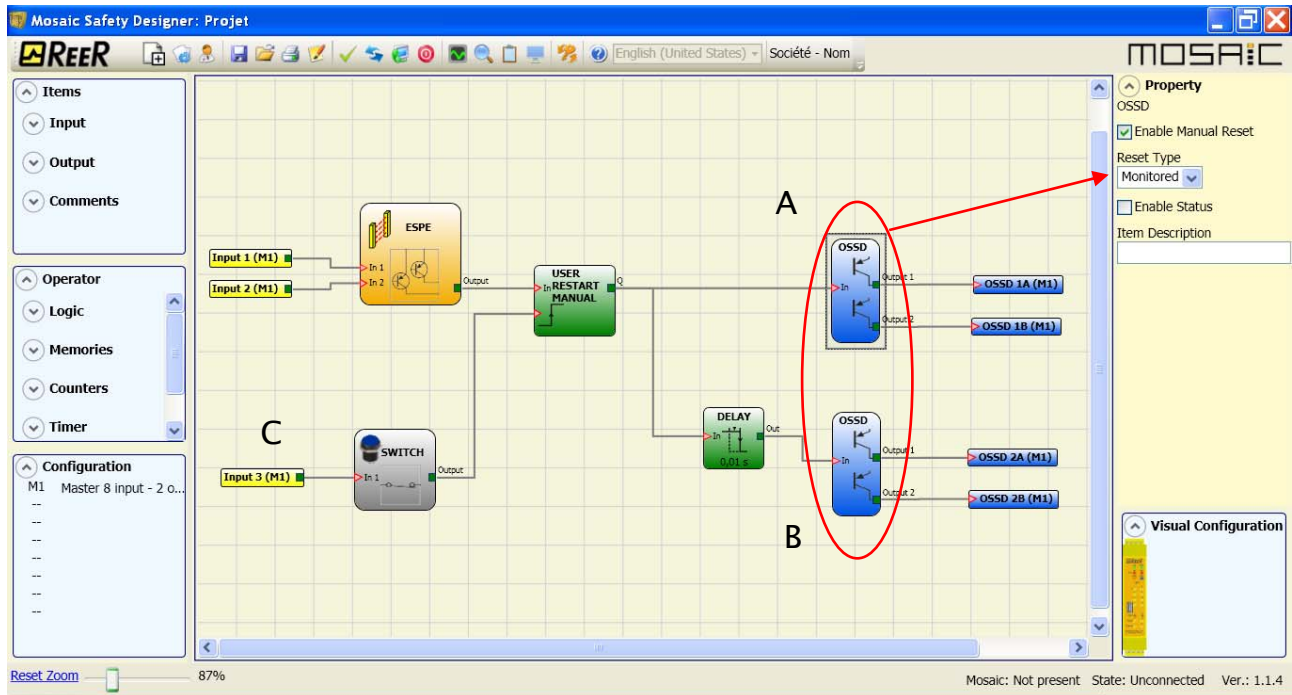 Mosaic Safety Designer: Projet
REER
English (United States)
Société - Nom
MOSAIC
Items
Input
Output
Comments
Operator
Logic
Memories
Counters
Timer
Configuration
M1 Master 8 input - 2 o...
--
--
--
--
--
--
--
Input 1 (M1)
Input 2 (M1)
ESPE
In 1
In 2
Output
USER
RESTART
MANUAL
In
Q
A
OSSD
In
Output 1
Output 2
OSSD 1A (M1)
OSSD 1B (M1)
C
Input 3 (M1)
SWITCH
In 1
Output
DELAY
In
Out
0,01 s
OSSD
In
Output 1
Output 2
OSSD 2A (M1)
OSSD 2B (M1)
B
Property
OSSD
Enable Manual Reset
Reset Type
Monitored
Enable Status
Item Description
Visual Configuration
Reset Zoom
87%
Mosaic: Not present State: Unconnected Ver.: 1.1.4